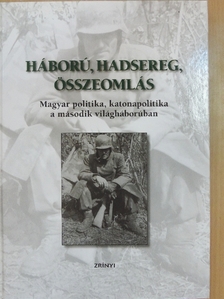 HÁBORÚ, HADSEREG,
ÖSSZEOMLÁS
Magyar politika, katonapolitika
a második világháborúban
ZRÍNYI